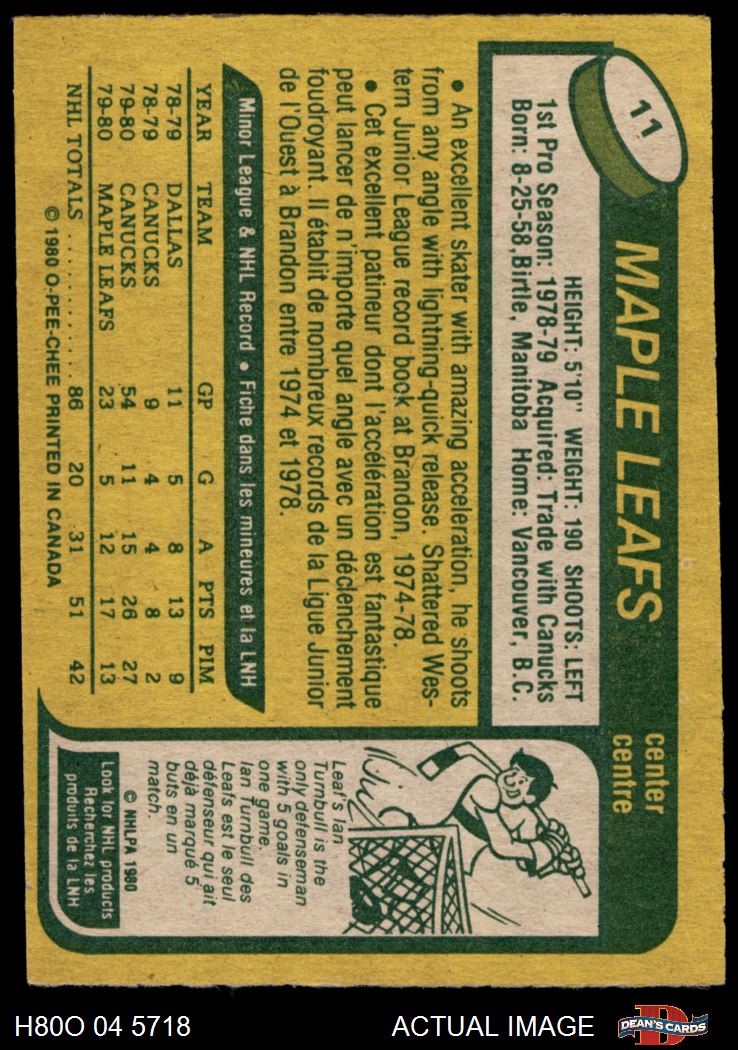 11
MAPLE LEAFS
center
centre
HEIGHT: 5'10" WEIGHT: 190 SHOOTS: LEFT
1st Pro Season: 1978-79 Acquired: Trade with Canucks
Born: 8-25-58, Birtle, Manitoba Home: Vancouver, B.C.
• An excellent skater with amazing acceleration, he shoots
from any angle with lightning-quick release. Shattered Wes-
tern Junior League record book at Brandon, 1974-78.
• Cet excellent patineur dont l'accélération est fantastique
peut lancer de n'importe quel angle avec un déclenchement
foudroyant. Il établit de nombreux records de la Ligue Junior
de l'Ouest à Brandon entre 1974 et 1978.
Minor League & NHL Record • Fiche dans les mineures et la LNH
YEAR TEAM GP G A PTS PIM
78-79 DALLAS 11 5 8 13 9
78-79 CANUCKS 9 4 4 8 2
79-80 CANUCKS 54 11 15 26 27
79-80 MAPLE LEAFS 23 5 12 17 13
NHL TOTALS .......... 86 20 31 51 42
© 1980 O-PEE-CHEE PRINTED IN CANADA
Leaf's Ian
Turnbull is the
only defenseman
with 5 goals in
one game.
Ian Turnbull des
Leafs est le seul
défenseur qui ait
déjà marqué 5
buts en un
match.
© NHLPA 1980
Look for NHL products
Recherchez les
produits de la LNH
H80O 04 5718
ACTUAL IMAGE
D
DEAN'S CARDS